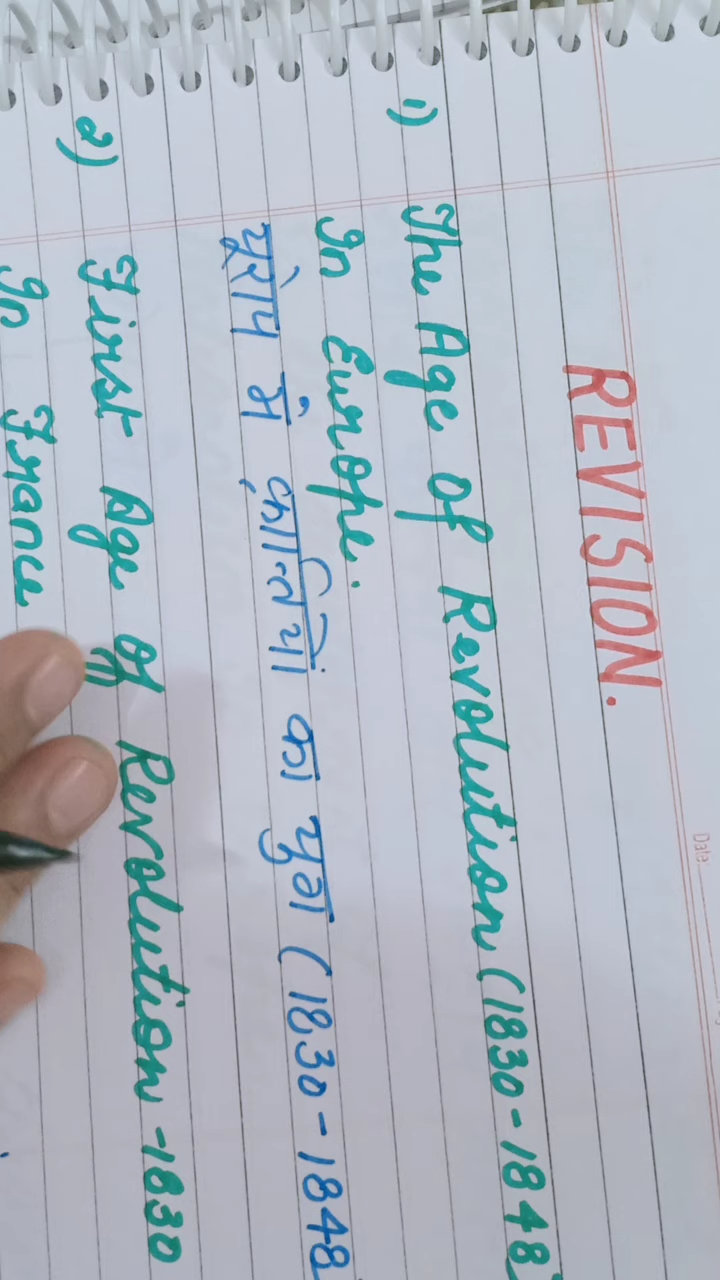 Date:
REVISION.
1) The Age Of Revolution (1830-1848)
In Europe.
यूरोप में क्रान्तियों का युग (1830-1848
2) First Age Of Revolution -1830
In France